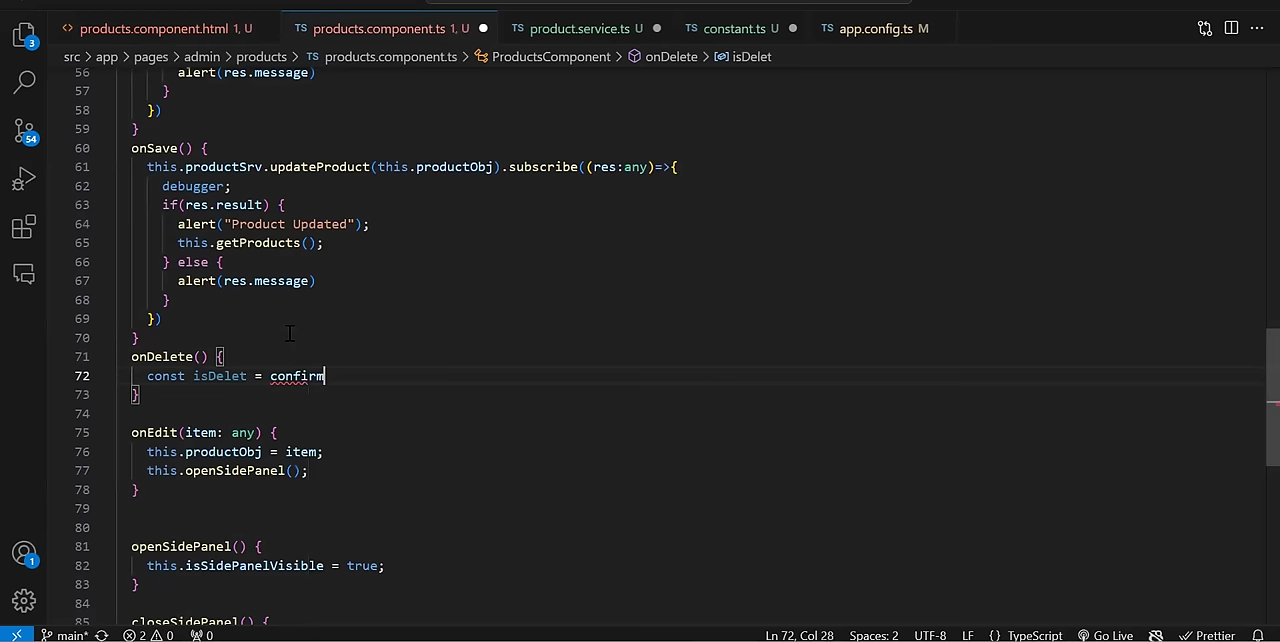 products.component.html 1, U
TS products.component.ts 1, U
TS product.service.ts U
TS constant.ts U
TS app.config.ts M
src > app > pages > admin > products > TS products.component.ts > ProductsComponent > onDelete > isDelet
56 alert(res.message)
57 }
58 })
59 }
60 onSave() {
61 this.productSrv.updateProduct(this.productObj).subscribe((res:any)=>{
62 debugger;
63 if(res.result) {
64 alert("Product Updated");
65 this.getProducts();
66 } else {
67 alert(res.message)
68 }
69 })
70 }
71 onDelete() {
72 const isDelet = confirm
73 }
74
75 onEdit(item: any) {
76 this.productObj = item;
77 this.openSidePanel();
78 }
79
80
81 openSidePanel() {
82 this.isSidePanelVisible = true;
83 }
84
85 closeSidePanel() {
3
54
1
main* 2 0 0 Ln 72, Col 28 Spaces: 2 UTF-8 LF {} TypeScript Go Live Prettier